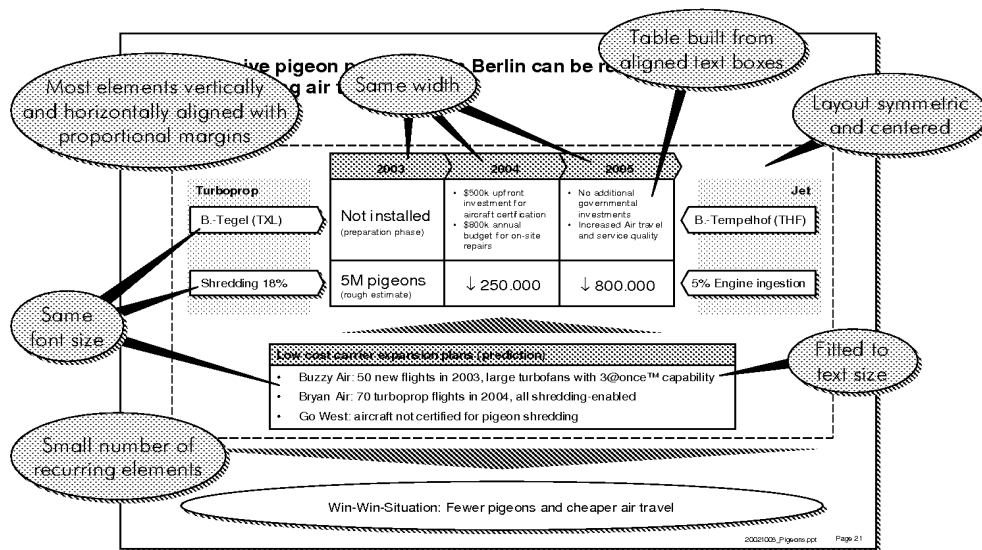 ive pigeon
Berlin can be
Table built from
aligned text boxes
Most elements vertically
and horizontally aligned with
proportional margins
air
Same width
Layout symmetric
and centered
2003
2004
2005
Turboprop
Jet
B.-Tegel (TXL)
Not installed
(preparation phase)
• $500k upfront
investment for
aircraft certification
• $800k annual
budget for on-site
repairs
• No additional
governmental
investments
• Increased Air travel
and service quality
B.-Tempelhof (THF)
Shredding 18%
5M pigeons
(rough estimate)
↓ 250.000
↓ 800.000
5% Engine ingestion
Same
font size
Low cost carrier expansion plans (prediction)
• Buzzy Air: 50 new flights in 2003, large turbofans with 3@once™ capability
• Bryan Air: 70 turboprop flights in 2004, all shredding-enabled
• Go West: aircraft not certified for pigeon shredding
Filled to
text size
Small number of
recurring elements
Win-Win-Situation: Fewer pigeons and cheaper air travel
20021006_Pigeons.ppt Page 21